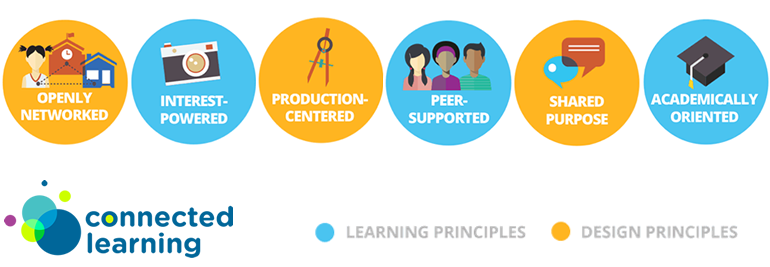 OPENLY
NETWORKED
INTEREST-
POWERED
PRODUCTION-
CENTERED
PEER-
SUPPORTED
SHARED
PURPOSE
ACADEMICALLY
ORIENTED
connected
learning
LEARNING PRINCIPLES
DESIGN PRINCIPLES